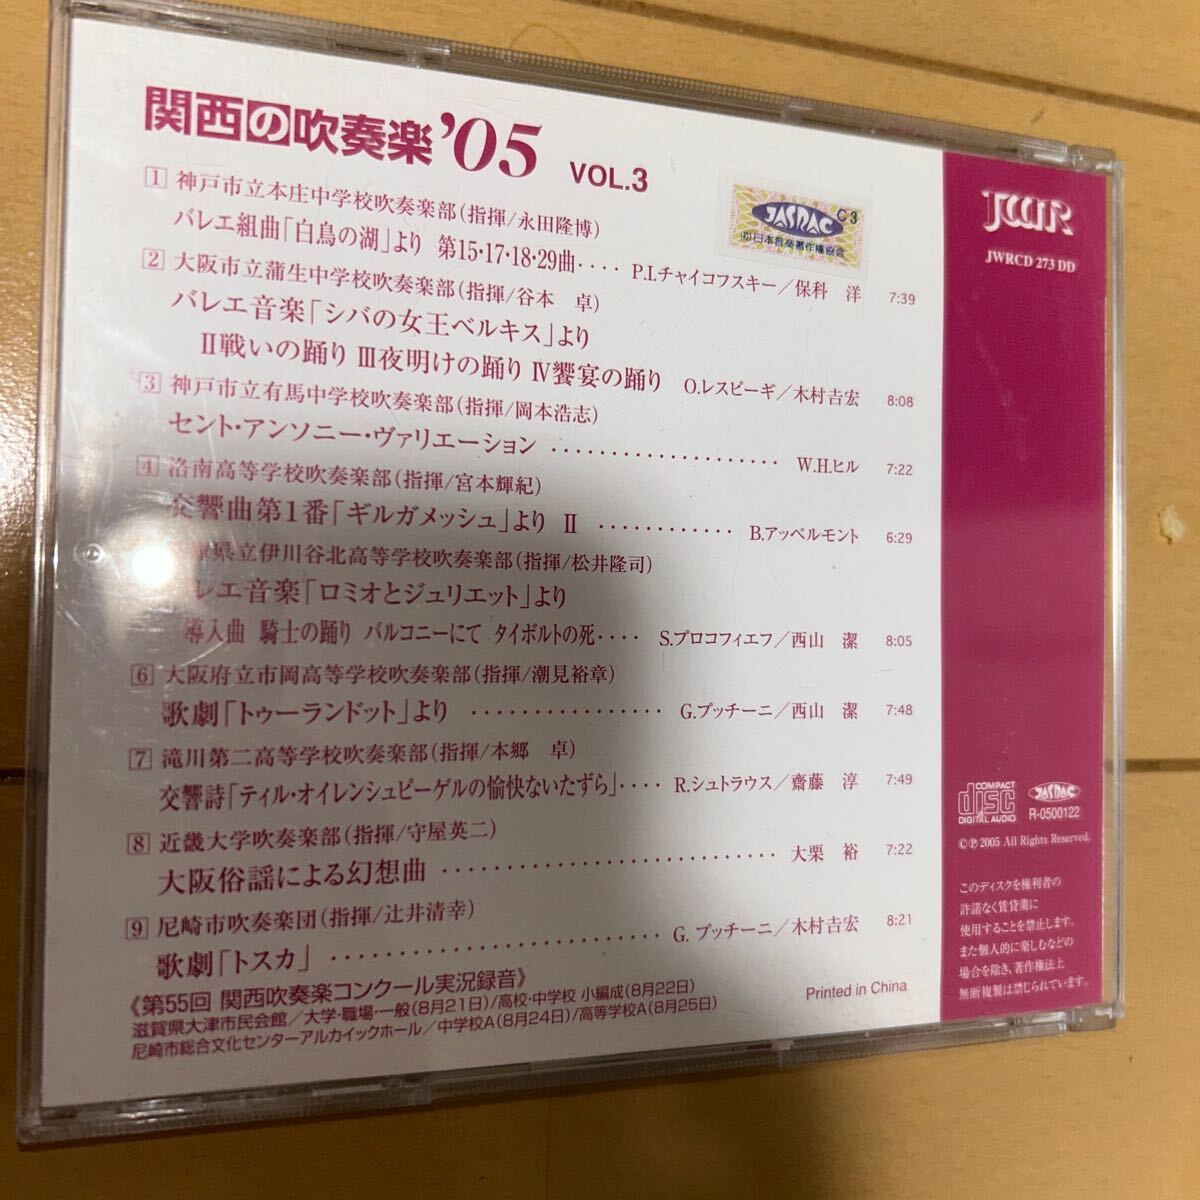 関西の吹奏楽'05 VOL.3
1 神戸市立本庄中学校吹奏楽部(指揮/永田隆博)
バレエ組曲「白鳥の湖」より 第15・17・18・29曲‥‥ P.I.チャイコフスキー/保科 洋 7:39
2 大阪市立蒲生中学校吹奏楽部(指揮/谷本 卓)
バレエ音楽「シバの女王ベルキス」より
Ⅱ戦いの踊り Ⅲ夜明けの踊り Ⅳ饗宴の踊り O.レスピーギ/木村吉宏 8:08
3 神戸市立有馬中学校吹奏楽部(指揮/岡本浩志)
セント・アンソニー・ヴァリエーション ‥‥‥‥‥‥‥‥‥‥ W.H.ヒル 7:22
4 洛南高等学校吹奏楽部(指揮/宮本輝紀)
交響曲第1番「ギルガメッシュ」より Ⅱ ‥‥‥‥‥‥ B.アッペルモント 6:29
県立伊川谷北高等学校吹奏楽部(指揮/松井隆司)
レエ音楽「ロミオとジュリエット」より
導入曲 騎士の踊り バルコニーにて タイボルトの死‥‥ S.プロコフィエフ/西山 潔 8:05
6 大阪府立市岡高等学校吹奏楽部(指揮/潮見裕章)
歌劇「トゥーランドット」より ‥‥‥‥‥‥‥‥‥ G.プッチーニ/西山 潔 7:48
7 滝川第二高等学校吹奏楽部(指揮/本郷 卓)
交響詩「ティル・オイレンシュピーゲルの愉快ないたずら」‥‥ R.シュトラウス/齋藤 淳 7:49
8 近畿大学吹奏楽部(指揮/守屋英二)
大阪俗謡による幻想曲 ‥‥‥‥‥‥‥‥‥‥‥‥‥‥ 大栗 裕 7:22
9 尼崎市吹奏楽団(指揮/辻井清幸)
歌劇「トスカ」 ‥‥‥‥‥‥‥‥‥‥‥‥‥ G. プッチーニ/木村吉宏 8:21
《第55回 関西吹奏楽コンクール実況録音》
滋賀県大津市民会館/大学・職場・一般(8月21日)/高校・中学校 小編成(8月22日)
尼崎市総合文化センターアルカイックホール/中学校A(8月24日)/高等学校A(8月25日)
Printed in China
JASRAC C3
(社)日本音楽著作権協会
JWR
JWRCD 273 DD
COMPACT
disc
DIGITAL AUDIO
JASRAC
R-0500122
©℗2005 All Rights Reserved.
このディスクを権利者の
許諾なく賃貸業に
使用することを禁止します。
また個人的に楽しむなどの
場合を除き、著作権法上
無断複製は禁じられています。